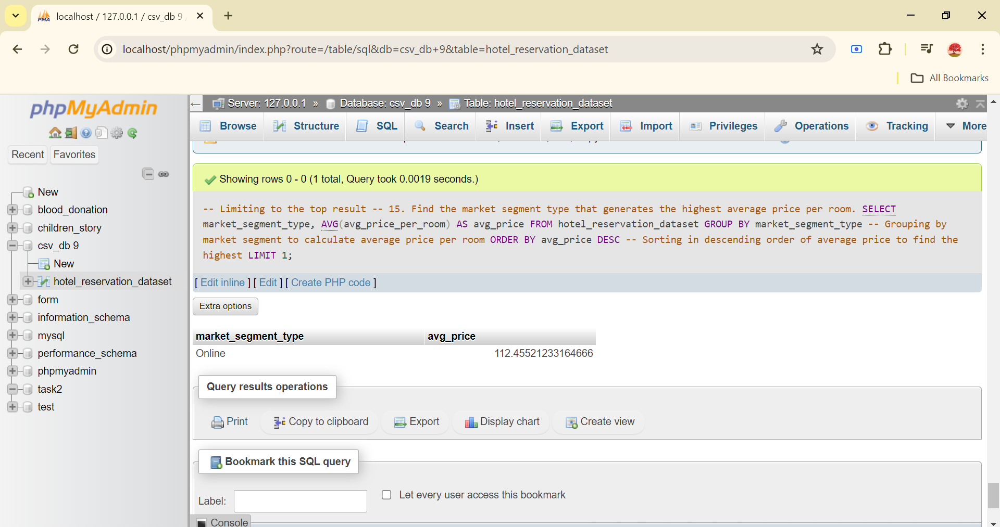 localhost / 127.0.0.1 / csv_db 9
localhost/phpmyadmin/index.php?route=/table/sql&db=csv_db+9&table=hotel_reservation_dataset
All Bookmarks
phpMyAdmin
Recent Favorites
New
blood_donation
children_story
csv_db 9
New
hotel_reservation_dataset
form
information_schema
mysql
performance_schema
phpmyadmin
task2
test
Server: 127.0.0.1 » Database: csv_db 9 » Table: hotel_reservation_dataset
Browse Structure SQL Search Insert Export Import Privileges Operations Tracking More
Showing rows 0 - 0 (1 total, Query took 0.0019 seconds.)
-- Limiting to the top result -- 15. Find the market segment type that generates the highest average price per room. SELECT
market_segment_type, AVG(avg_price_per_room) AS avg_price FROM hotel_reservation_dataset GROUP BY market_segment_type -- Grouping by
market segment to calculate average price per room ORDER BY avg_price DESC -- Sorting in descending order of average price to find the
highest LIMIT 1;
[ Edit inline ] [ Edit ] [ Create PHP code ]
Extra options
market_segment_type avg_price
Online 112.45521233164666
Query results operations
Print Copy to clipboard Export Display chart Create view
Bookmark this SQL query
Label: Let every user access this bookmark
Console